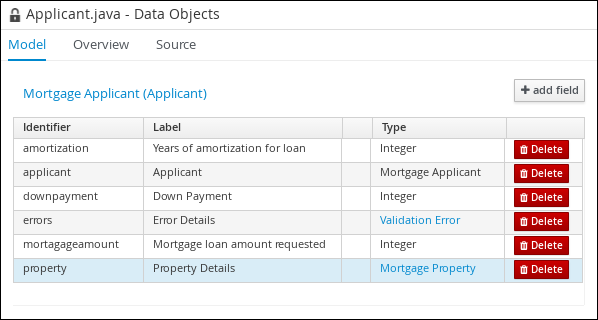 Applicant.java - Data Objects
Model Overview Source
Mortgage Applicant (Applicant)
+ add field
Identifier Label Type
amortization Years of amortization for loan Integer Delete
applicant Applicant Mortgage Applicant Delete
downpayment Down Payment Integer Delete
errors Error Details Validation Error Delete
mortagageamount Mortgage loan amount requested Integer Delete
property Property Details Mortgage Property Delete